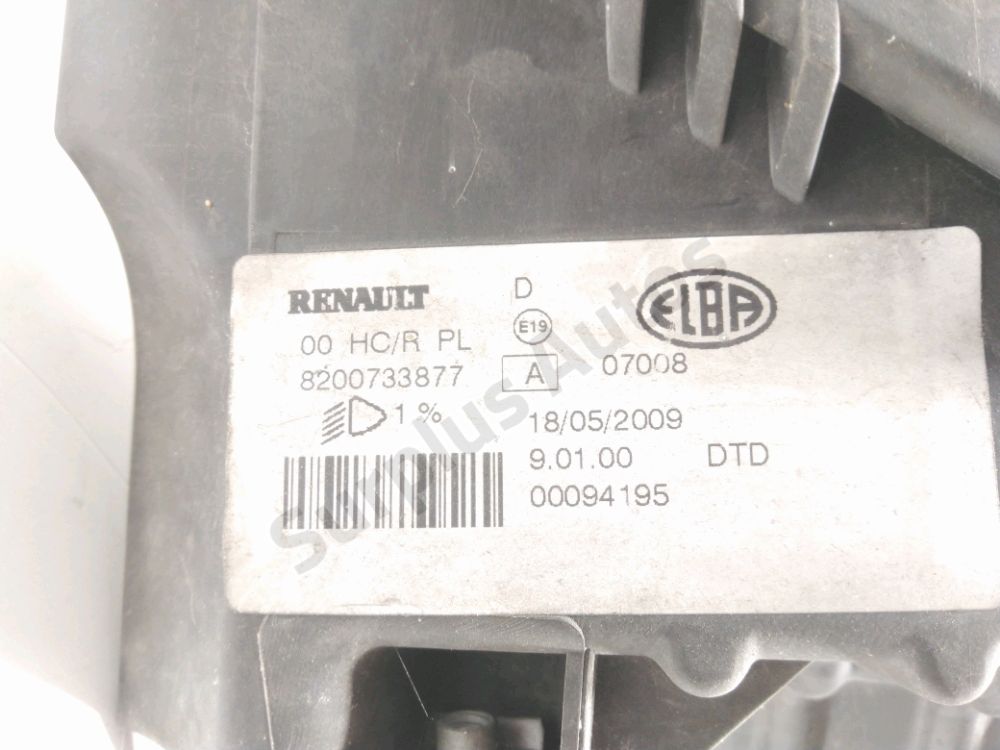 RENAULT D ELBA
00 HC/R PL E19
8200733877 A 07008
1 % 18/05/2009
9.01.00 DTD
00094195
Surplus Autos